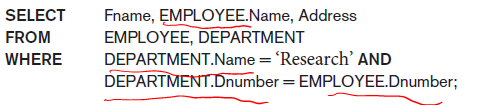 SELECT Fname, EMPLOYEE.Name, Address
FROM EMPLOYEE, DEPARTMENT
WHERE DEPARTMENT.Name = ‘Research’ AND
DEPARTMENT.Dnumber = EMPLOYEE.Dnumber;